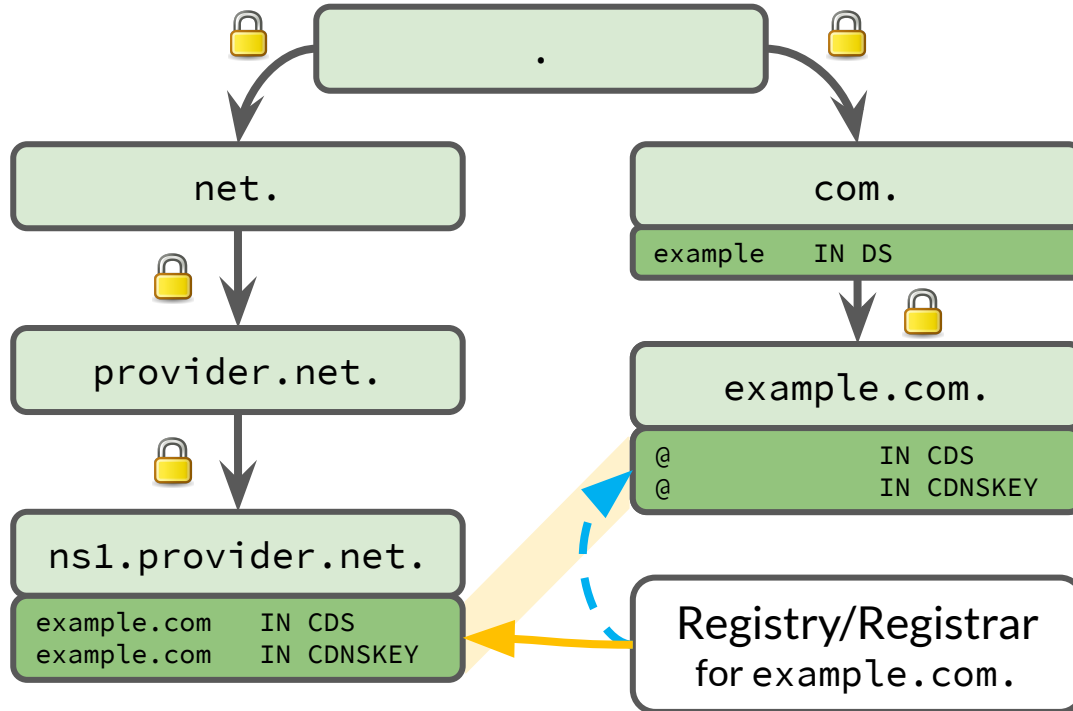 .
net.
com.
example IN DS
provider.net.
example.com.
@ IN CDS
@ IN CDNSKEY
ns1.provider.net.
example.com IN CDS
example.com IN CDNSKEY
Registry/Registrar
for example.com.